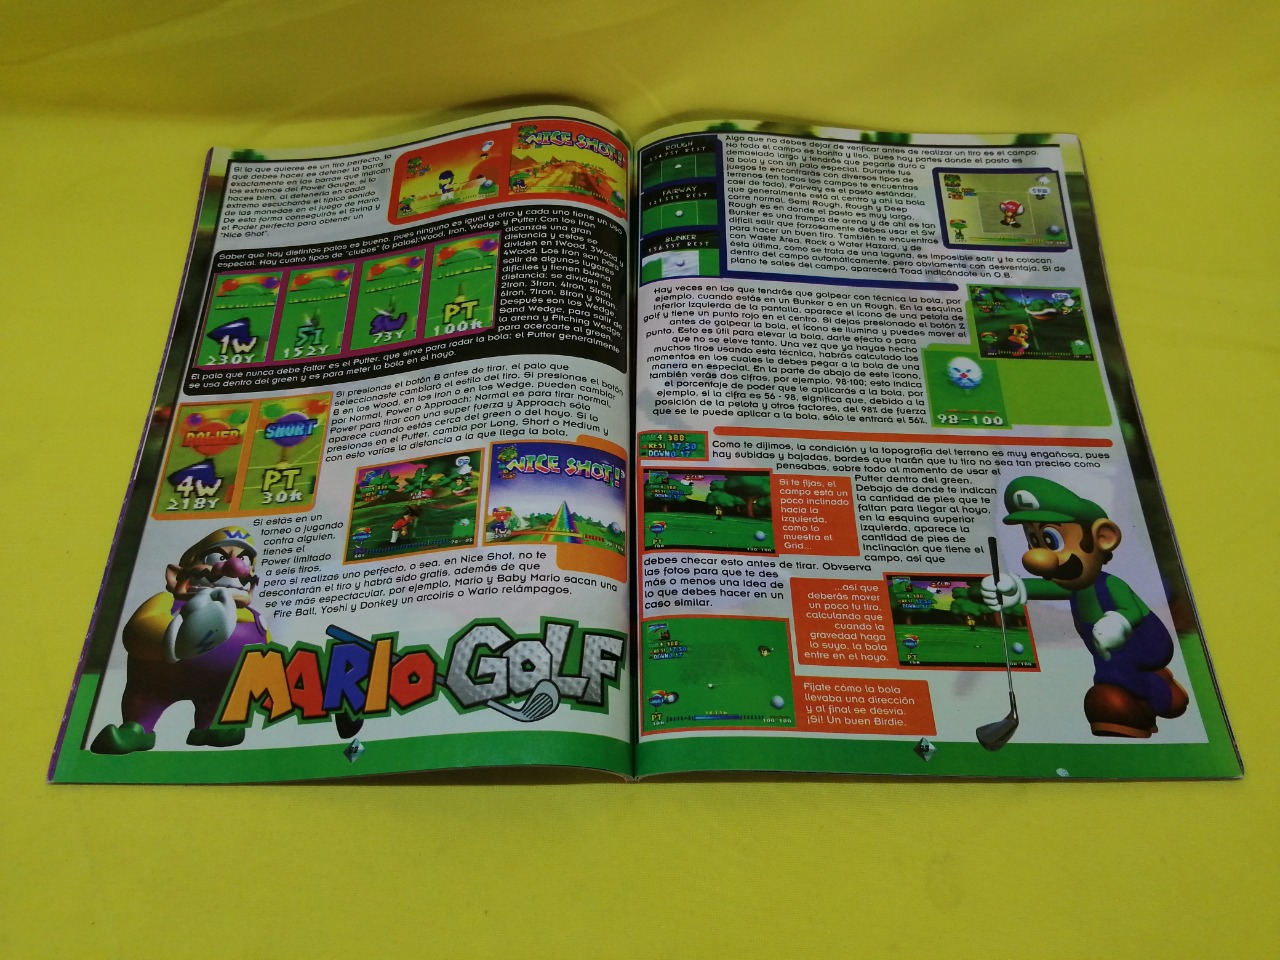 Si lo que quieres es un tiro perfecto, lo
que debes hacer es detener la barra
exactamente en las barras que indican
los extremos del Power Gauge, si lo
haces bien, al detenerla en cada
extremo escucharás el típico sonido
de las monedas en el juego de Mario.
De esta forma conseguirás el Swing y
el Poder perfecto para obtener un
"Nice Shot".
NICE SHOT!
Saber que hay distintos palos es bueno, pues ninguno es igual a otro y cada uno tiene un uso
especial. Hay cuatro tipos de "clubes" (o palos): Wood, Iron, Wedge y Putter. Con los Iron
alcanzas una gran
distancia y estos se
dividen en 1Wood, 3Wood y
4Wood. Los Iron son para
salir de algunos lugares
difíciles y tienen buena
distancia: se dividen en
2Iron, 3Iron, 4Iron, 5Iron,
6Iron, 7Iron, 8Iron y 9Iron.
Después son los Wedge,
Sand Wedge, para salir de
la arena y Pitching Wedge,
para acercarte al green.
El palo que nunca debe faltar es el Putter, que sirve para rodar la bola; el Putter generalmente
se usa dentro del green y es para meter la bola en el hoyo.
1W
230Y
5I
152Y
SW
73Y
PT
100ft
Si presionas el botón B antes de tirar, el palo que
seleccionaste cambiará el estilo del tiro. Si presionas el botón
B en los Wood, en los Iron o en los Wedge, pueden cambiar
por Normal, Power o Approach; Normal es para tirar normal,
Power para tirar con una super fuerza y Approach sólo
aparece cuando estás cerca del green o del hoyo. Si lo
presionas en el Putter, cambia por Long, Short o Medium y
con esto varías la distancia a la que llega la bola.
POWER
4W
218Y
SHORT
PT
30ft
NICE SHOT!
Si estás en un
torneo o jugando
contra alguien,
tienes el
Power limitado
a seis tiros,
pero si realizas uno perfecto, o sea, en Nice Shot, no te
descontarán el tiro y habrá sido gratis, además de que
se ve más espectacular, por ejemplo, Mario y Baby Mario sacan una
Fire Ball, Yoshi y Donkey un arcoiris o Wario relámpagos.
MARIO GOLF
52
ROUGH
REST
FAIRWAY
REST
BUNKER
REST
Algo que no debes dejar de verificar antes de realizar un tiro es el campo.
No todo el campo es bonito y liso, pues hay partes donde el pasto es
demasiado largo y tendrás que pegarle duro a
la bola y con un palo especial. Durante tus
juegos te encontrarás con diversos tipos de
terrenos (en todos los campos te encuentras
casi de todo). Fairway es el pasto estándar,
que generalmente está al centro y ahí la bola
corre normal. Semi Rough, Rough y Deep
Rough es en donde el pasto es muy largo.
Bunker es una trampa de arena y de ahí es tan
difícil salir que forzosamente debes usar el SW
para hacer un buen tiro. También te encuentras
con Waste Area, Rock o Water Hazard, y de
ésta última, como se trata de una laguna, es imposible salir y te colocan
dentro del campo automáticamente, pero obviamente con desventaja. Si de
plano te sales del campo, aparecerá Toad indicándote un O.B.
Hay veces en las que tendrás que golpear con técnica la bola, por
ejemplo, cuando estás en un Bunker o en un Rough. En la esquina
inferior izquierda de la pantalla, aparece el icono de una pelota de
golf y tiene un punto rojo en el centro. Si dejas presionado el botón Z
antes de golpear la bola, el icono se ilumina y puedes mover el
punto. Esto es útil para elevar la bola, darle efecto o para
que no se eleve tanto. Una vez que ya hayas hecho
muchos tiros usando esta técnica, habrás calculado los
momentos en los cuales le debes pegar a la bola de una
manera en especial. En la parte de abajo de este icono,
también verás dos cifras, por ejemplo, 98-100; esto indica
el porcentaje de poder que le aplicarás a la bola, por
ejemplo, si la cifra es 56 - 98, significa que, debido a la
posición de la pelota y otros factores, del 98% de fuerza
que se le puede aplicar a la bola, sólo le entrará el 56%.
98-100
Como te dijimos, la condición y la topografía del terreno es muy engañosa, pues
hay subidas y bajadas, bordes que harán que tu tiro no sea tan preciso como
pensabas, sobre todo al momento de usar el
Putter dentro del green.
Debajo de donde te indican
la cantidad de pies que te
faltan para llegar al hoyo,
en la esquina superior
izquierda, aparece la
cantidad de pies de
inclinación que tiene el
campo, así que
debes checar esto antes de tirar. Obvserva
las fotos para que te des
más o menos una idea de
lo que debes hacer en un
caso similar.
Si te fijas, el
campo está un
poco inclinado
hacia la
izquierda,
como lo
muestra el
Grid...
...así que
deberás mover
un poco tu tiro,
calculando que
cuando la
gravedad haga
lo suyo, la bola
entre en el hoyo.
Fíjate cómo la bola
llevaba una dirección
y al final se desvía.
¡Sí! Un buen Birdie.
PT
100-100
L
53